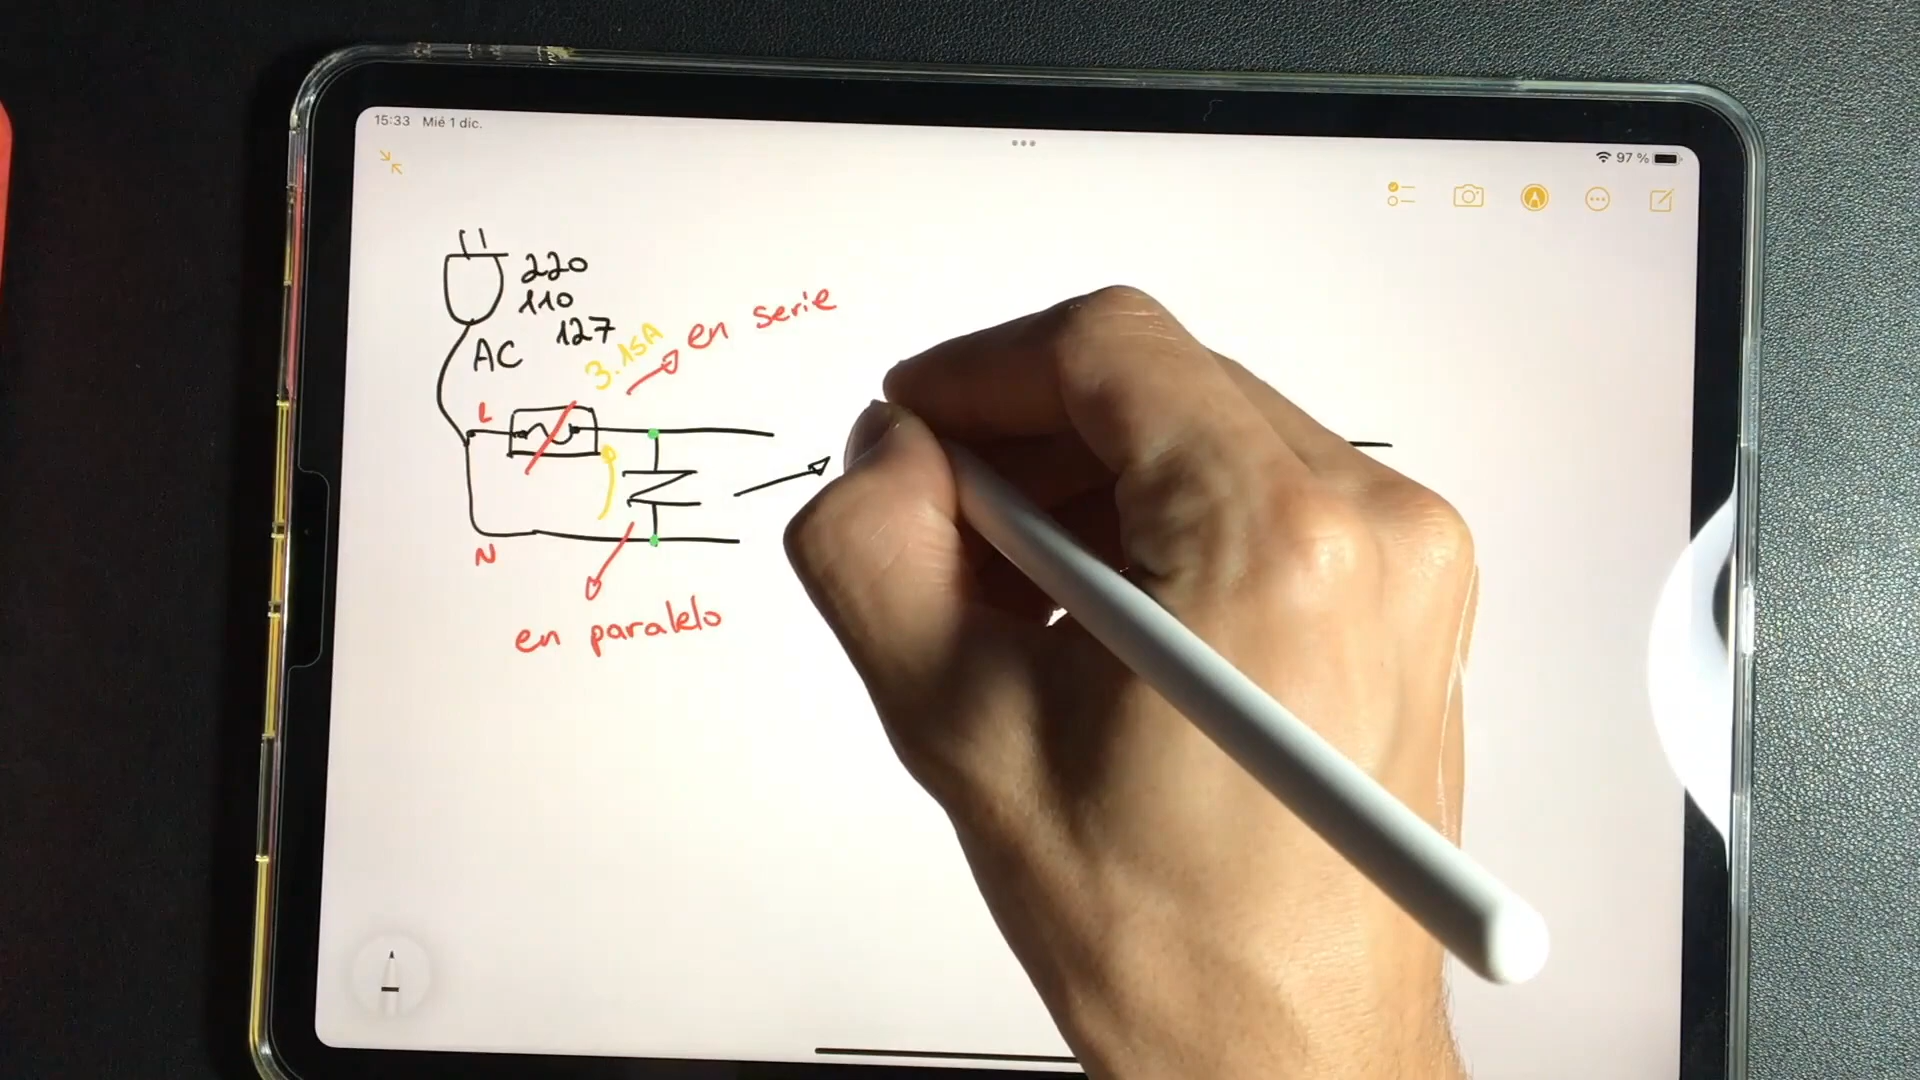 15:33 Mié 1 dic.
97 %
220
110
127
AC
3.15A
en serie
L
N
en paralelo